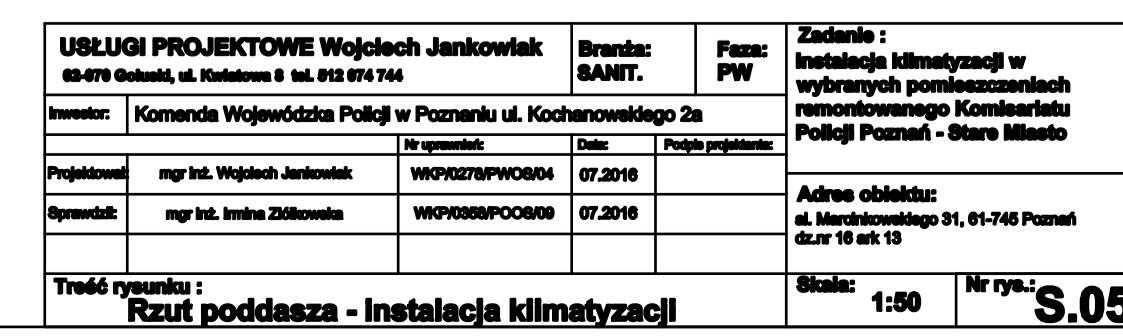 USŁUGI PROJEKTOWE Wojciech Jankowiak
62-070 Gołuski, ul. Kwiatowa 8 tel. 512 074 744
Branża:
SANIT.
Faza:
PW
Zadanie :
Instalacja klimatyzacji w
wybranych pomieszczeniach
remontowanego Komisariatu
Policji Poznań - Stare Miasto
Inwestor: Komenda Wojewódzka Policji w Poznaniu ul. Kochanowskiego 2a
Nr uprawnień: Data: Podpis projektanta:
Projektował: mgr inż. Wojciech Jankowiak WKP/0278/PWOS/04 07.2016
Sprawdził: mgr inż. Irmina Ziółkowska WKP/0358/POOS/09 07.2016
Adres obiektu:
al. Marcinkowskiego 31, 61-745 Poznań
dz.nr 16 ark 13
Treść rysunku :
Rzut poddasza - instalacja klimatyzacji
Skala:
1:50
Nr rys.:
S.05